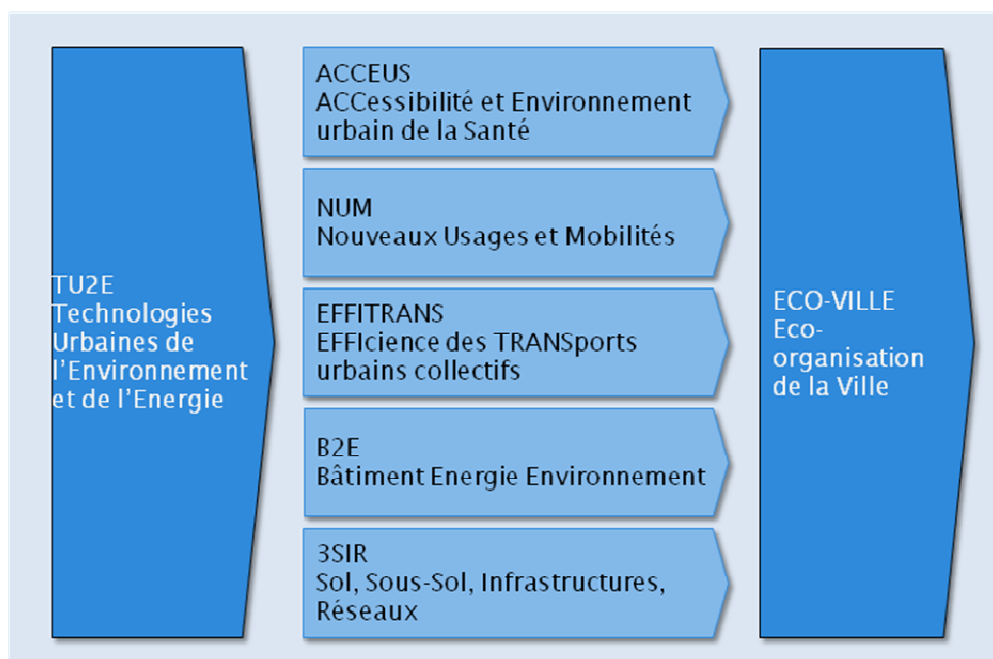 TU2E
Technologies
Urbaines de
l'Environnement
et de l'Energie
ACCEUS
ACCessibilité et Environnement
urbain de la Santé
NUM
Nouveaux Usages et Mobilités
EFFITRANS
EFFIcience des TRANSports
urbains collectifs
B2E
Bâtiment Energie Environnement
3SIR
Sol, Sous-Sol, Infrastructures,
Réseaux
ECO-VILLE
Eco-
organisation
de la Ville